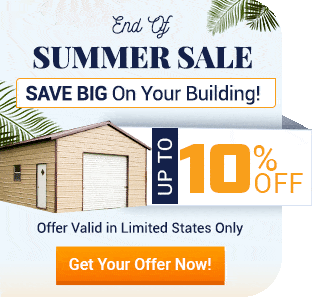 End Of
SUMMER SALE
SAVE BIG On Your Building!
UP TO
10%
OFF
Offer Valid in Limited States Only
Get Your Offer Now!